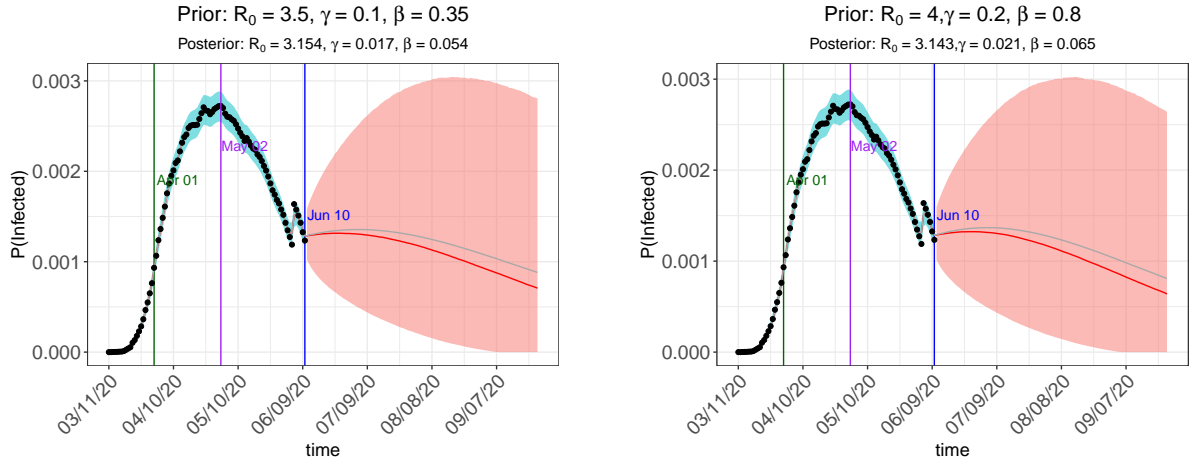 Prior: R₀ = 3.5, γ = 0.1, β = 0.35
Posterior: R₀ = 3.154, γ = 0.017, β = 0.054
P(Infected)
0.003
0.002
0.001
0.000
Apr 01
May 02
Jun 10
03/11/20
04/10/20
05/10/20
06/09/20
07/09/20
08/08/20
09/07/20
time
Prior: R₀ = 4,γ = 0.2, β = 0.8
Posterior: R₀ = 3.143,γ = 0.021, β = 0.065
P(Infected)
0.003
0.002
0.001
0.000
Apr 01
May 02
Jun 10
03/11/20
04/10/20
05/10/20
06/09/20
07/09/20
08/08/20
09/07/20
time